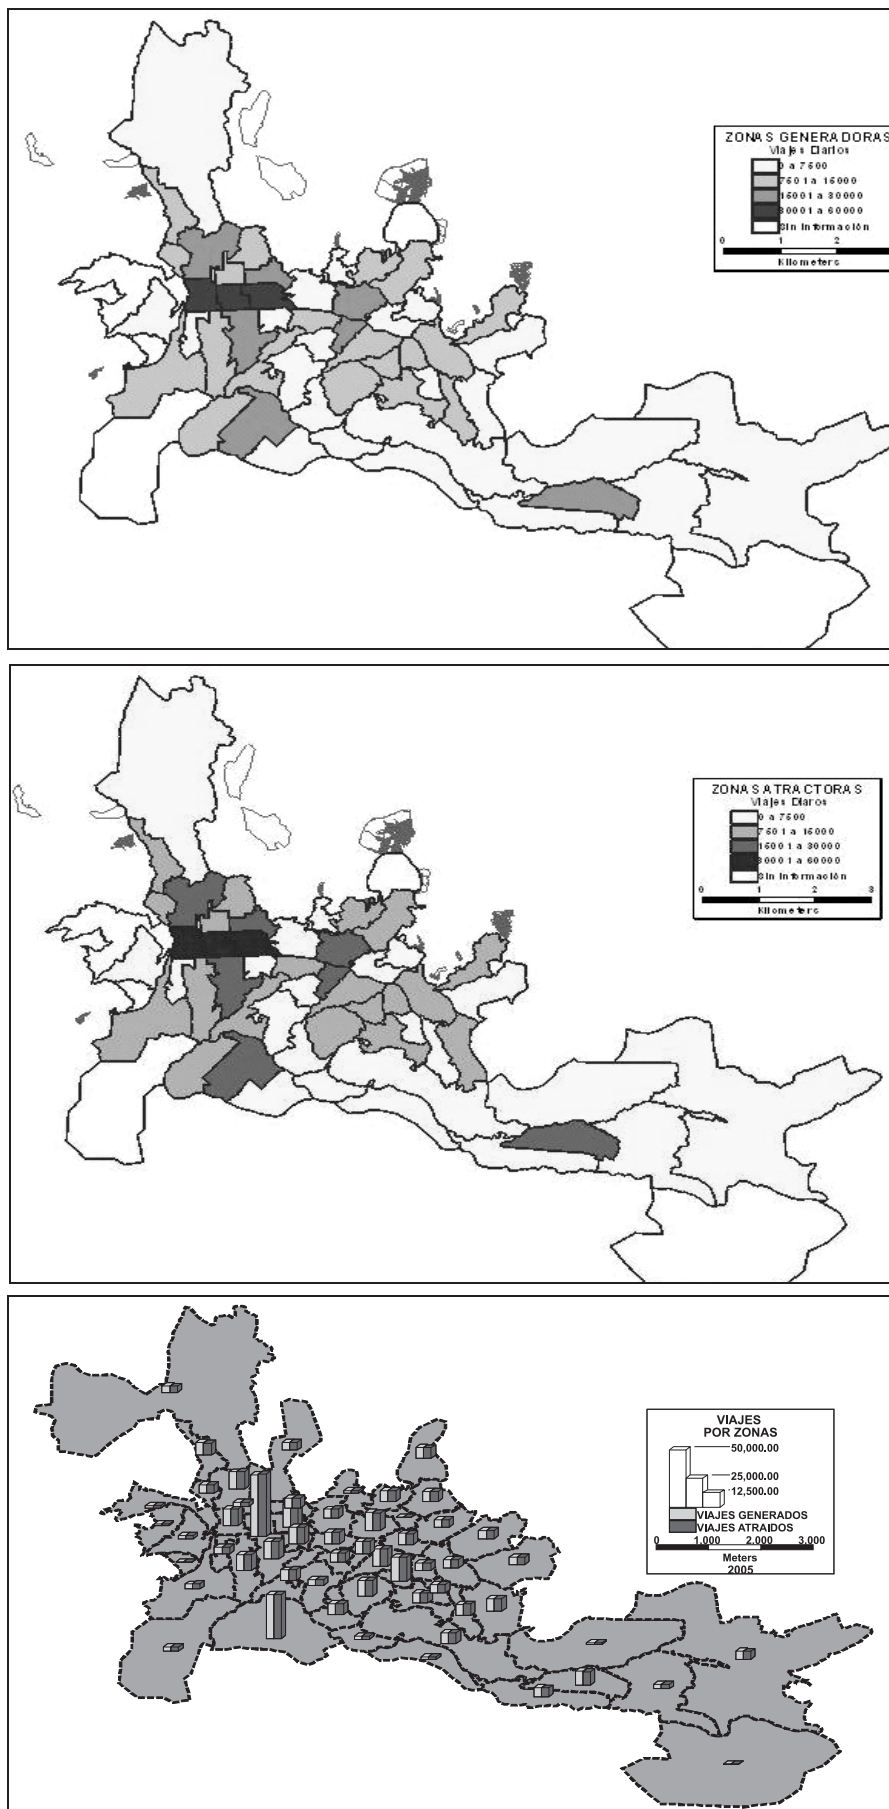 ZONAS GENERADORAS
Viajes Diarios
0 a 7500
7501 a 15000
15001 a 30000
30001 a 60000
Sin información
0 1 2
Kilometers
ZONAS ATRACTORAS
Viajes Diaros
0 a 7500
7501 a 15000
15001 a 30000
30001 a 60000
Sin información
0 1 2 3
Kilometers
VIAJES
POR ZONAS
50,000.00
25,000.00
12,500.00
VIAJES GENERADOS
VIAJES ATRAIDOS
0 1,000 2,000 3,000
Meters
2005